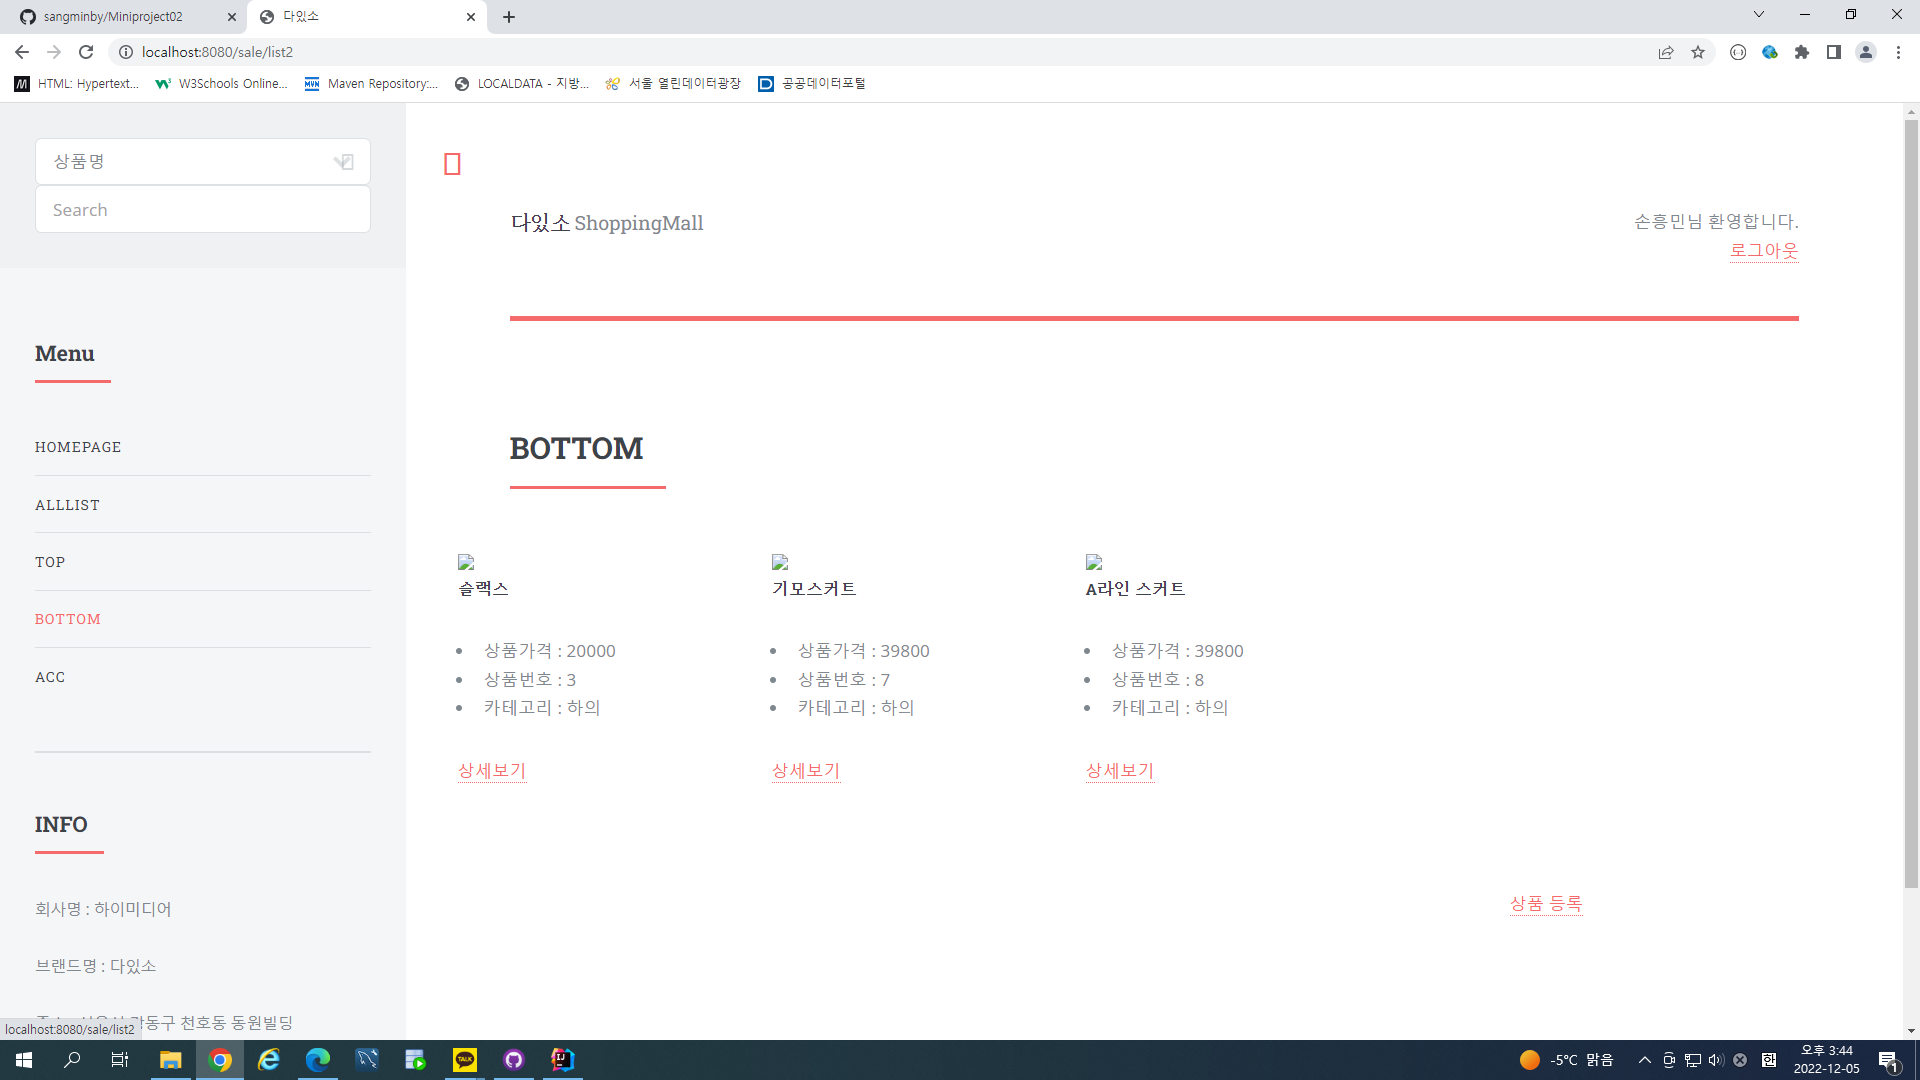 sangminby/Miniproject02
다있소
localhost:8080/sale/list2
HTML: Hypertext...
W3Schools Online...
Maven Repository:...
LOCALDATA - 지방...
서울 열린데이터광장
공공데이터포털
상품명
Search
다있소 ShoppingMall
손흥민님 환영합니다.
로그아웃
Menu
HOMEPAGE
ALLLIST
TOP
BOTTOM
ACC
BOTTOM
슬랙스
상품가격 : 20000
상품번호 : 3
카테고리 : 하의
상세보기
기모스커트
상품가격 : 39800
상품번호 : 7
카테고리 : 하의
상세보기
A라인 스커트
상품가격 : 39800
상품번호 : 8
카테고리 : 하의
상세보기
상품 등록
INFO
회사명 : 하이미디어
브랜드명 : 다있소
천호동 동원빌딩
localhost:8080/sale/list2
TALK
IJ
-5°C 맑음
한
오후 3:44
2022-12-05
1